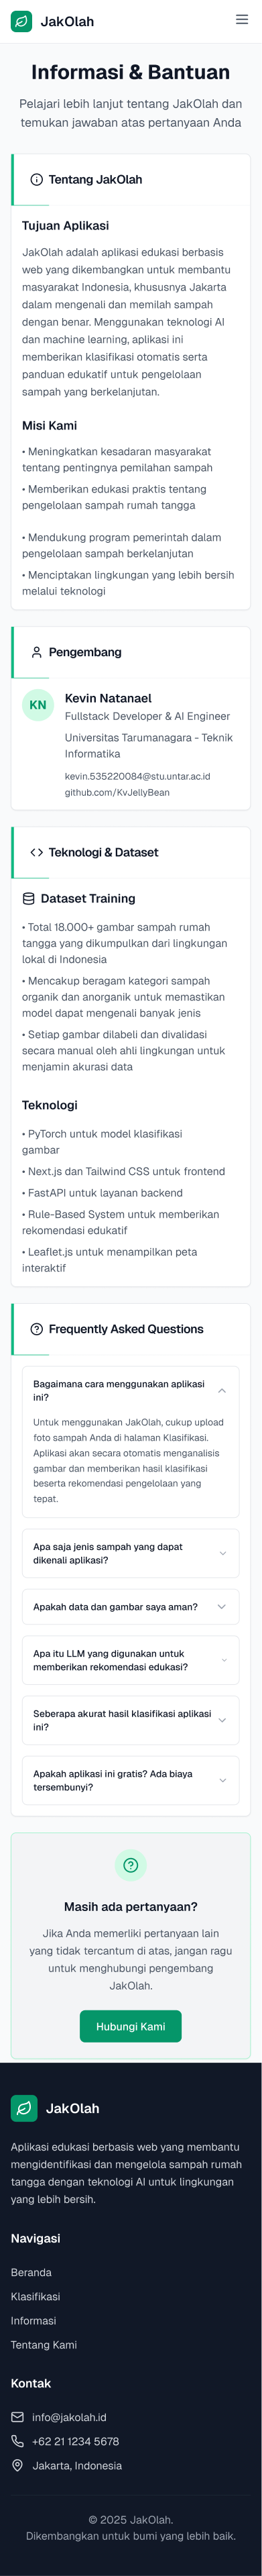 JakOlah
Informasi & Bantuan
Pelajari lebih lanjut tentang JakOlah dan
temukan jawaban atas pertanyaan Anda
Tentang JakOlah
Tujuan Aplikasi
JakOlah adalah aplikasi edukasi berbasis
web yang dikembangkan untuk membantu
masyarakat Indonesia, khususnya Jakarta
dalam mengenali dan memilah sampah
dengan benar. Menggunakan teknologi AI
dan machine learning, aplikasi ini
memberikan klasifikasi otomatis serta
panduan edukatif untuk pengelolaan
sampah yang berkelanjutan.
Misi Kami
• Meningkatkan kesadaran masyarakat
tentang pentingnya pemilahan sampah
• Memberikan edukasi praktis tentang
pengelolaan sampah rumah tangga
• Mendukung program pemerintah dalam
pengelolaan sampah berkelanjutan
• Menciptakan lingkungan yang lebih bersih
melalui teknologi
Pengembang
KN
Kevin Natanael
Fullstack Developer & AI Engineer
Universitas Tarumanagara - Teknik
Informatika
kevin.535220084@stu.untar.ac.id
github.com/KvJellyBean
Teknologi & Dataset
Dataset Training
• Total 18.000+ gambar sampah rumah
tangga yang dikumpulkan dari lingkungan
lokal di Indonesia
• Mencakup beragam kategori sampah
organik dan anorganik untuk memastikan
model dapat mengenali banyak jenis
• Setiap gambar dilabeli dan divalidasi
secara manual oleh ahli lingkungan untuk
menjamin akurasi data
Teknologi
• PyTorch untuk model klasifikasi
gambar
• Next.js dan Tailwind CSS untuk frontend
• FastAPI untuk layanan backend
• Rule-Based System untuk memberikan
rekomendasi edukatif
• Leaflet.js untuk menampilkan peta
interaktif
Frequently Asked Questions
Bagaimana cara menggunakan aplikasi
ini?
Untuk menggunakan JakOlah, cukup upload
foto sampah Anda di halaman Klasifikasi.
Aplikasi akan secara otomatis menganalisis
gambar dan memberikan hasil klasifikasi
beserta rekomendasi pengelolaan yang
tepat.
Apa saja jenis sampah yang dapat
dikenali aplikasi?
Apakah data dan gambar saya aman?
Apa itu LLM yang digunakan untuk
memberikan rekomendasi edukasi?
Seberapa akurat hasil klasifikasi aplikasi
ini?
Apakah aplikasi ini gratis? Ada biaya
tersembunyi?
Masih ada pertanyaan?
Jika Anda memerliki pertanyaan lain
yang tidak tercantum di atas, jangan ragu
untuk menghubungi pengembang
JakOlah.
Hubungi Kami
JakOlah
Aplikasi edukasi berbasis web yang membantu
mengidentifikasi dan mengelola sampah rumah
tangga dengan teknologi AI untuk lingkungan
yang lebih bersih.
Navigasi
Beranda
Klasifikasi
Informasi
Tentang Kami
Kontak
info@jakolah.id
+62 21 1234 5678
Jakarta, Indonesia
© 2025 JakOlah.
Dikembangkan untuk bumi yang lebih baik.